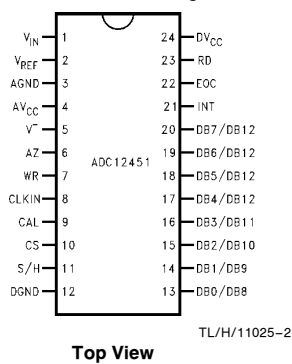 V_IN 1 24 DV_CC
V_REF 2 23 RD
AGND 3 22 EOC
AV_CC 4 21 INT
V⁻ 5 20 DB7/DB12
AZ 6 19 DB6/DB12
WR 7 ADC12451 18 DB5/DB12
CLKIN 8 17 DB4/DB12
CAL 9 16 DB3/DB11
CS 10 15 DB2/DB10
S/H 11 14 DB1/DB9
DGND 12 13 DB0/DB8
TL/H/11025–2
Top View